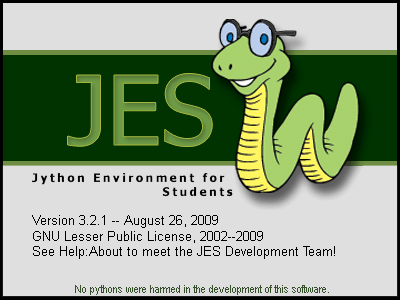 JES
Jython Environment for
Students
Version 3.2.1 -- August 26, 2009
GNU Lesser Public License, 2002--2009
See Help:About to meet the JES Development Team!
No pythons were harmed in the development of this software.